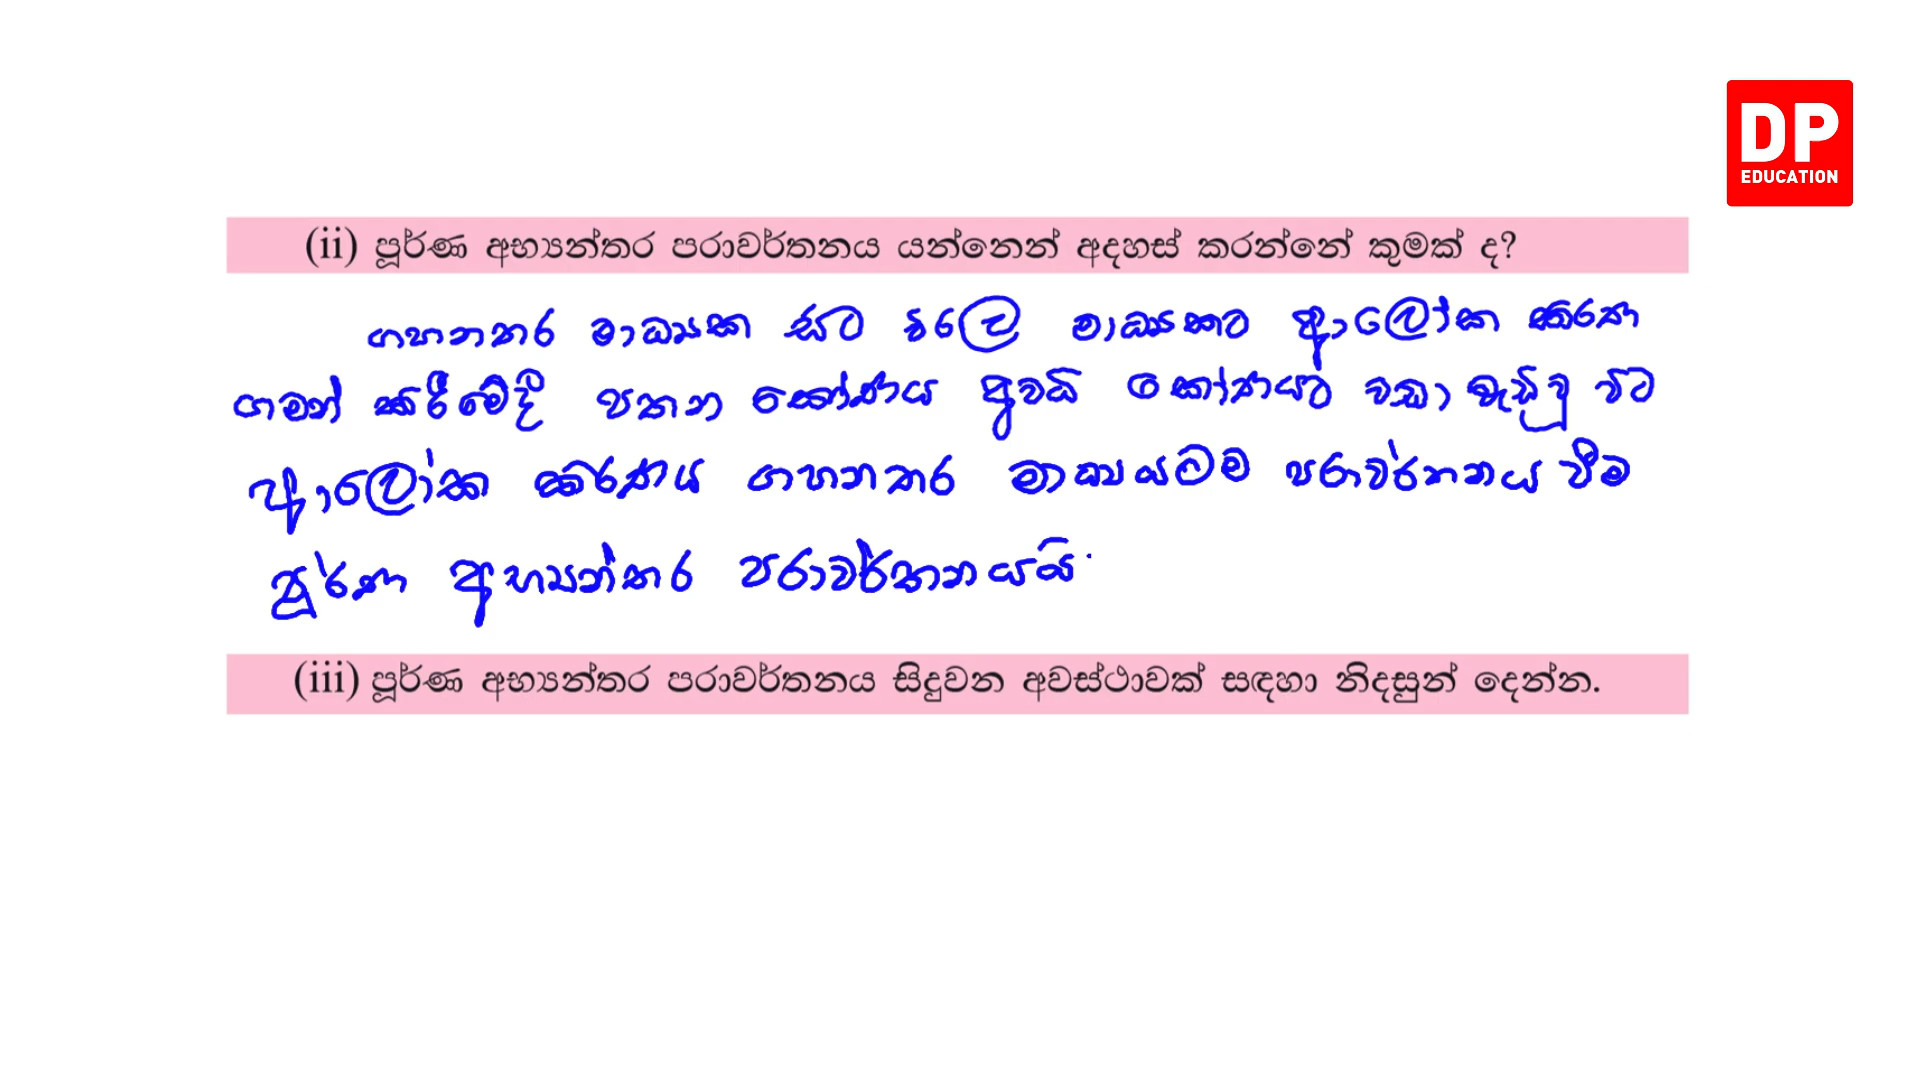 DP
EDUCATION
(ii) පූර්ණ අභ්‍යන්තර පරාවර්තනය යන්නෙන් අදහස් කරන්නේ කුමක් ද?
ගහනතර මාධ්‍යක සිට විරල මාධ්‍යකට ආලෝක කිරණ
ගමන් කිරීමේදී පතන කෝණය අවධි කෝණයට වඩා වැඩි වූ විට
ආලෝක කිරණය ගහනතර මාධ්‍යයටම පරාවර්තනය වීම
පූර්ණ අභ්‍යන්තර පරාවර්තනයයි.
(iii) පූර්ණ අභ්‍යන්තර පරාවර්තනය සිදුවන අවස්ථාවක් සඳහා නිදසුන් දෙන්න.